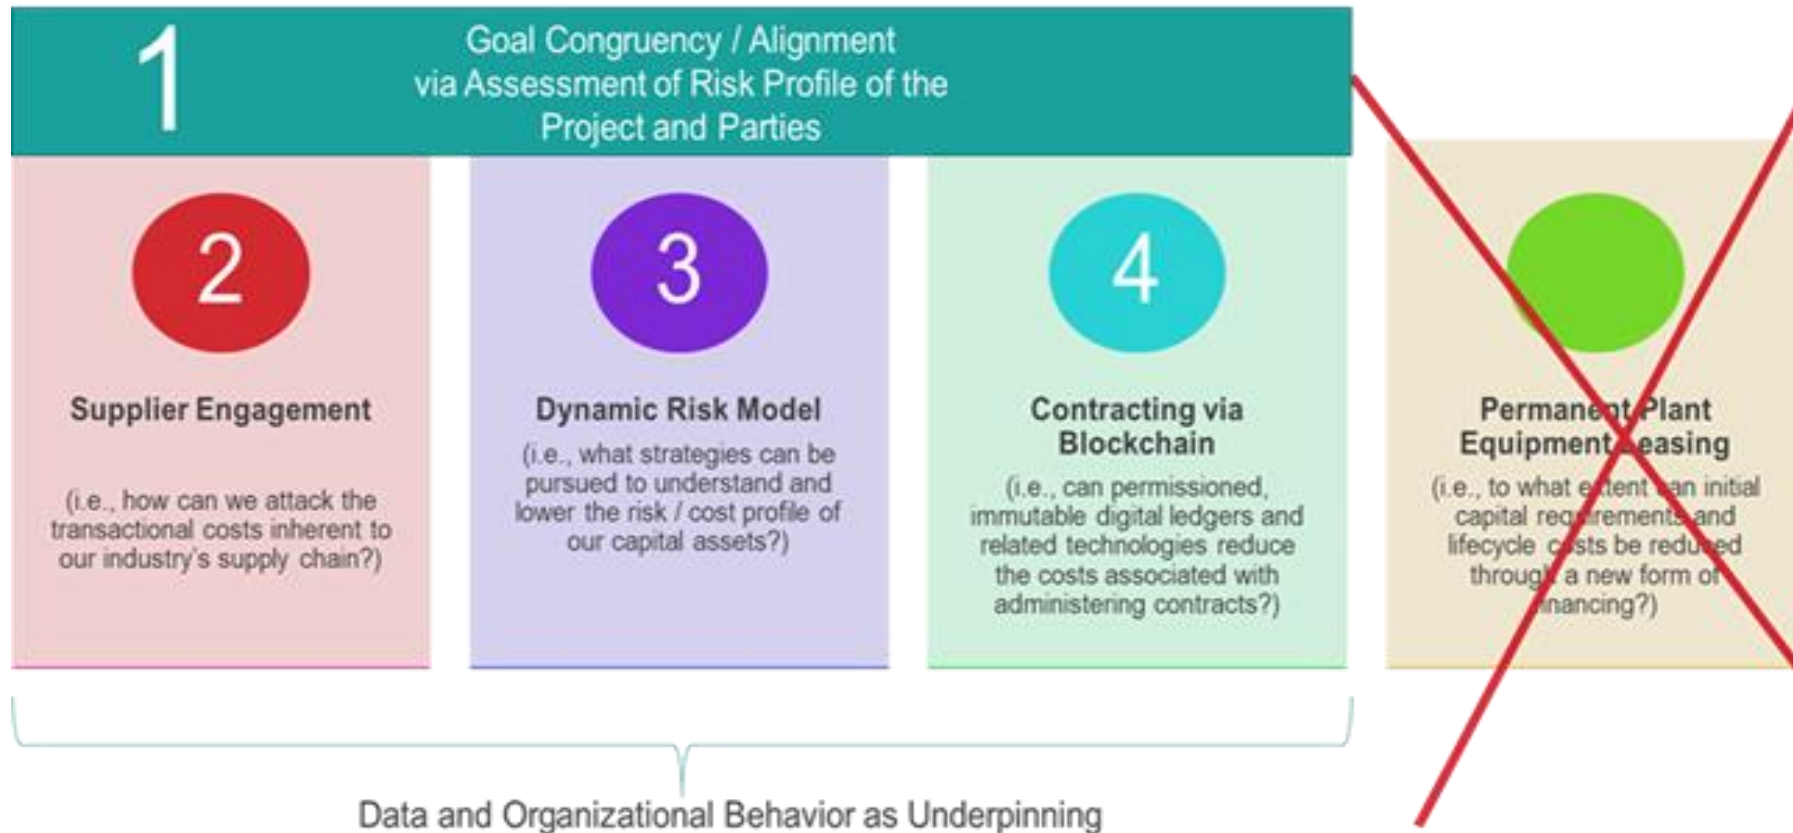 1
Goal Congruency / Alignment
via Assessment of Risk Profile of the
Project and Parties
2
Supplier Engagement
(i.e., how can we attack the
transactional costs inherent to
our industry's supply chain?)
3
Dynamic Risk Model
(i.e., what strategies can be
pursued to understand and
lower the risk / cost profile of
our capital assets?)
4
Contracting via
Blockchain
(i.e., can permissioned,
immutable digital ledgers and
related technologies reduce
the costs associated with
administering contracts?)
Permanent Plant
Equipment Leasing
(i.e., to what extent can initial
capital requirements and
lifecycle costs be reduced
through a new form of
financing?)
Data and Organizational Behavior as Underpinning